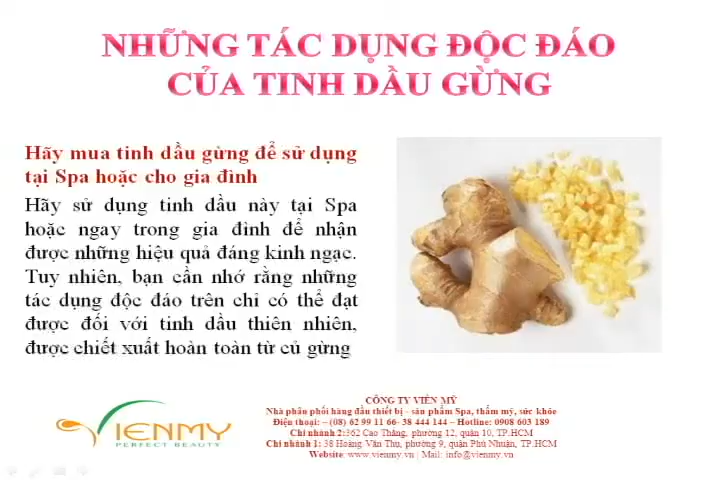 NHỮNG TÁC DỤNG ĐỘC ĐÁO
CỦA TINH DẦU GỪNG
Hãy mua tinh dầu gừng để sử dụng
tại Spa hoặc cho gia đình
Hãy sử dụng tinh dầu này tại Spa
hoặc ngay trong gia đình để nhận
được những hiệu quả đáng kinh ngạc.
Tuy nhiên, bạn cần nhớ rằng những
tác dụng độc đáo trên chỉ có thể đạt
được đối với tinh dầu thiên nhiên,
được chiết xuất hoàn toàn từ củ gừng
VIENMY
PERFECT BEAUTY
CÔNG TY VIÊN MỸ
Nhà phân phối hàng đầu thiết bị - sản phẩm Spa, thẩm mỹ, sức khỏe
Điện thoại: – (08) 62 99 11 66- 38 444 144 – Hotline: 0908 603 189
Chi nhánh 2:362 Cao Thắng, phường 12, quận 10, TP.HCM
Chi nhánh 1: 38 Hoàng Văn Thụ, phường 9, quận Phú Nhuận, TP.HCM
Website: www.vienmy.vn | Mail: info@vienmy.vn